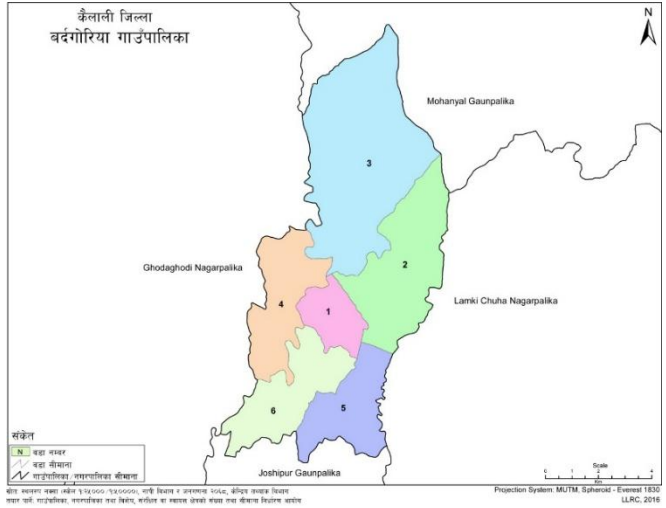 कैलाली जिल्ला
बर्दगोरिया गाउँपालिका
N
Mohanyal Gaunpalika
3
2
Ghodaghodi Nagarpalika
4
1
Lamki Chuha Nagarpalika
6
5
Joshipur Gaunpalika
संकेत
N वडा नम्बर
वडा सीमाना
गाउँपालिका/नगरपालिका सीमाना
Scale
Km
Projection System: MUTM, Spheroid - Everest 1830
LLRC, 2016